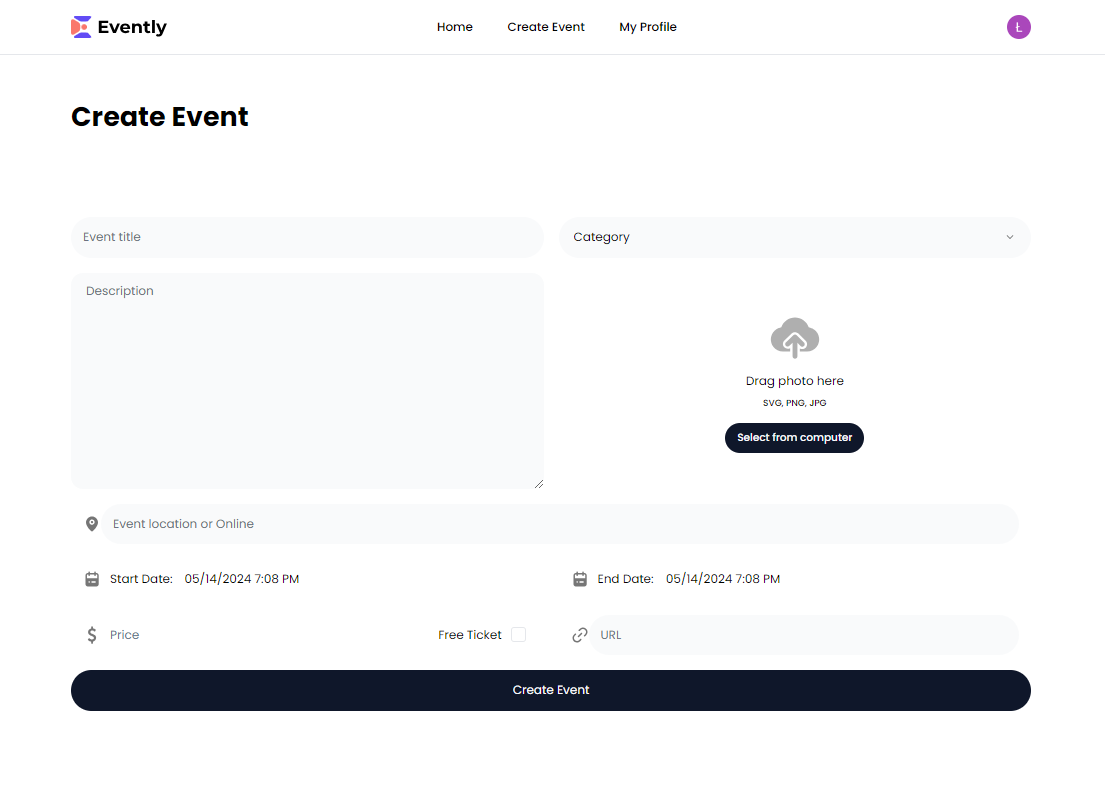 Evently
Home
Create Event
My Profile
Ł
Create Event
Event title
Category
Description
Drag photo here
SVG, PNG, JPG
Select from computer
Event location or Online
Start Date: 05/14/2024 7:08 PM
End Date: 05/14/2024 7:08 PM
Price
Free Ticket
URL
Create Event